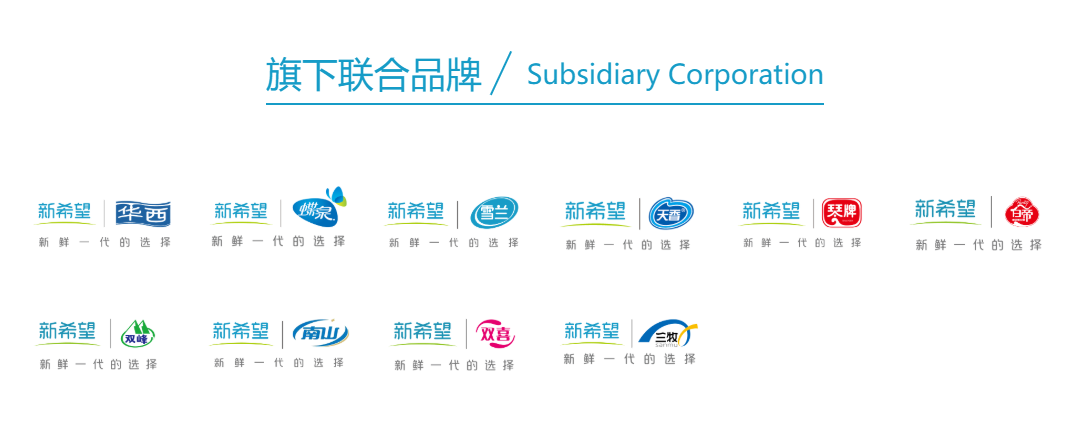 旗下联合品牌/ Subsidiary Corporation
新希望 | 华西
新鲜一代的选择
新希望 | 蝶泉
新鲜一代的选择
新希望 | 雪兰
新鲜一代的选择
新希望 | 天香
新鲜一代的选择
新希望 | 琴牌
新鲜一代的选择
新希望 | 白帝
新鲜一代的选择
新希望 | 双峰
新鲜一代的选择
新希望 | 南山
新鲜一代的选择
新希望 | 双喜
新鲜一代的选择
新希望 | 三牧
sanmu
新鲜一代的选择